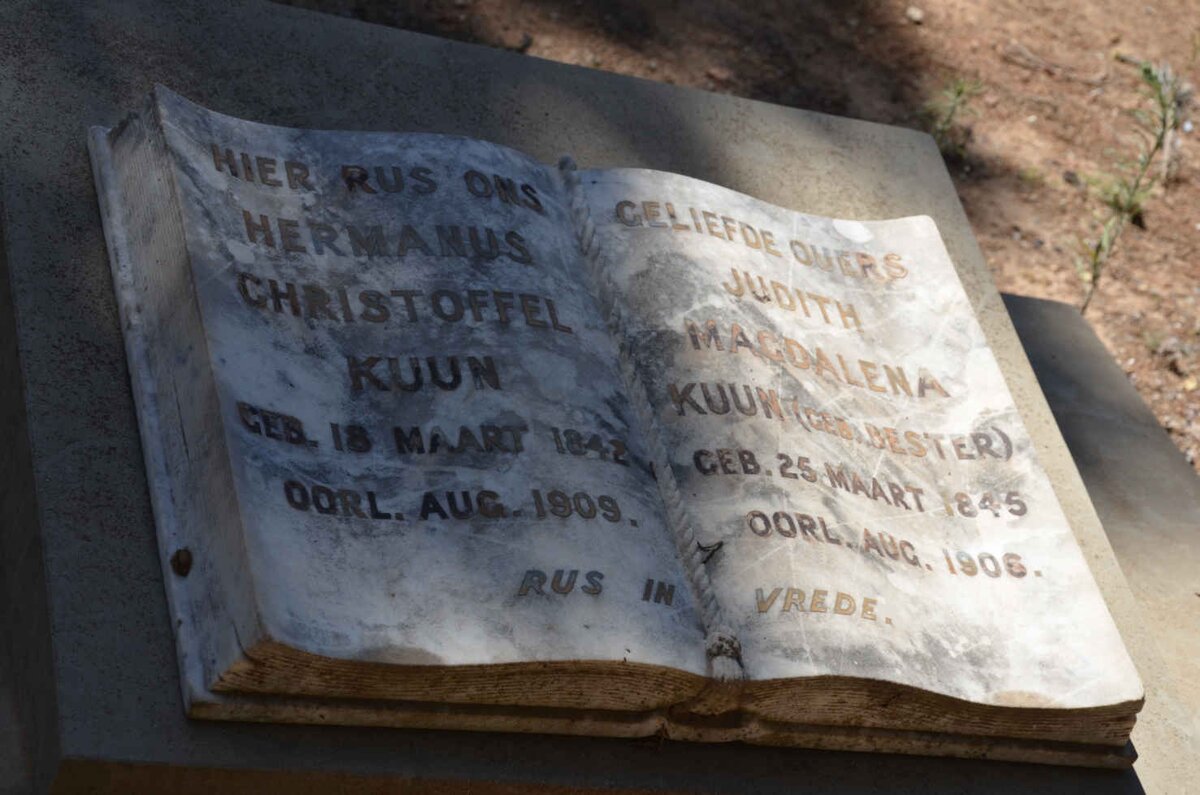 HIER RUS ONS
HERMANUS
CHRISTOFFEL
KUUN
GEB. 18 MAART 1842
OORL. AUG. 1909.
RUS IN
GELIEFDE OUERS
JUDITH
MAGDALENA
KUUN (GEB. BESTER)
GEB. 25 MAART 1845
OORL. AUG. 1906.
VREDE.